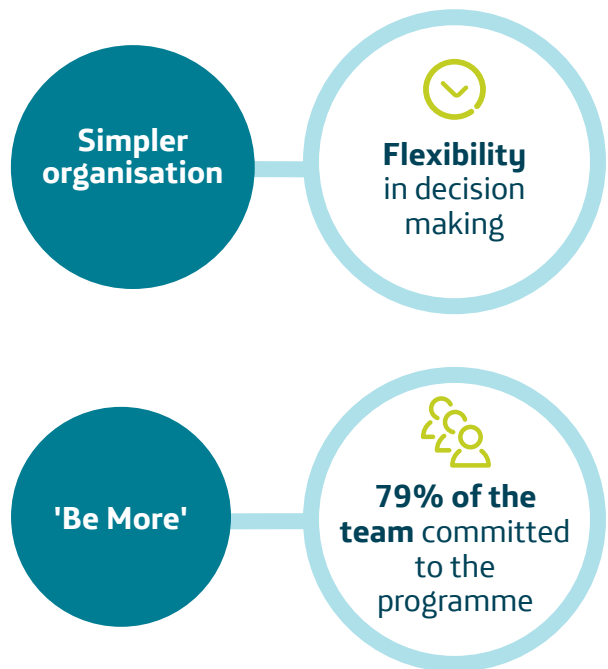 Simpler
organisation
Flexibility
in decision
making
'Be More'
79% of the
team committed
to the
programme